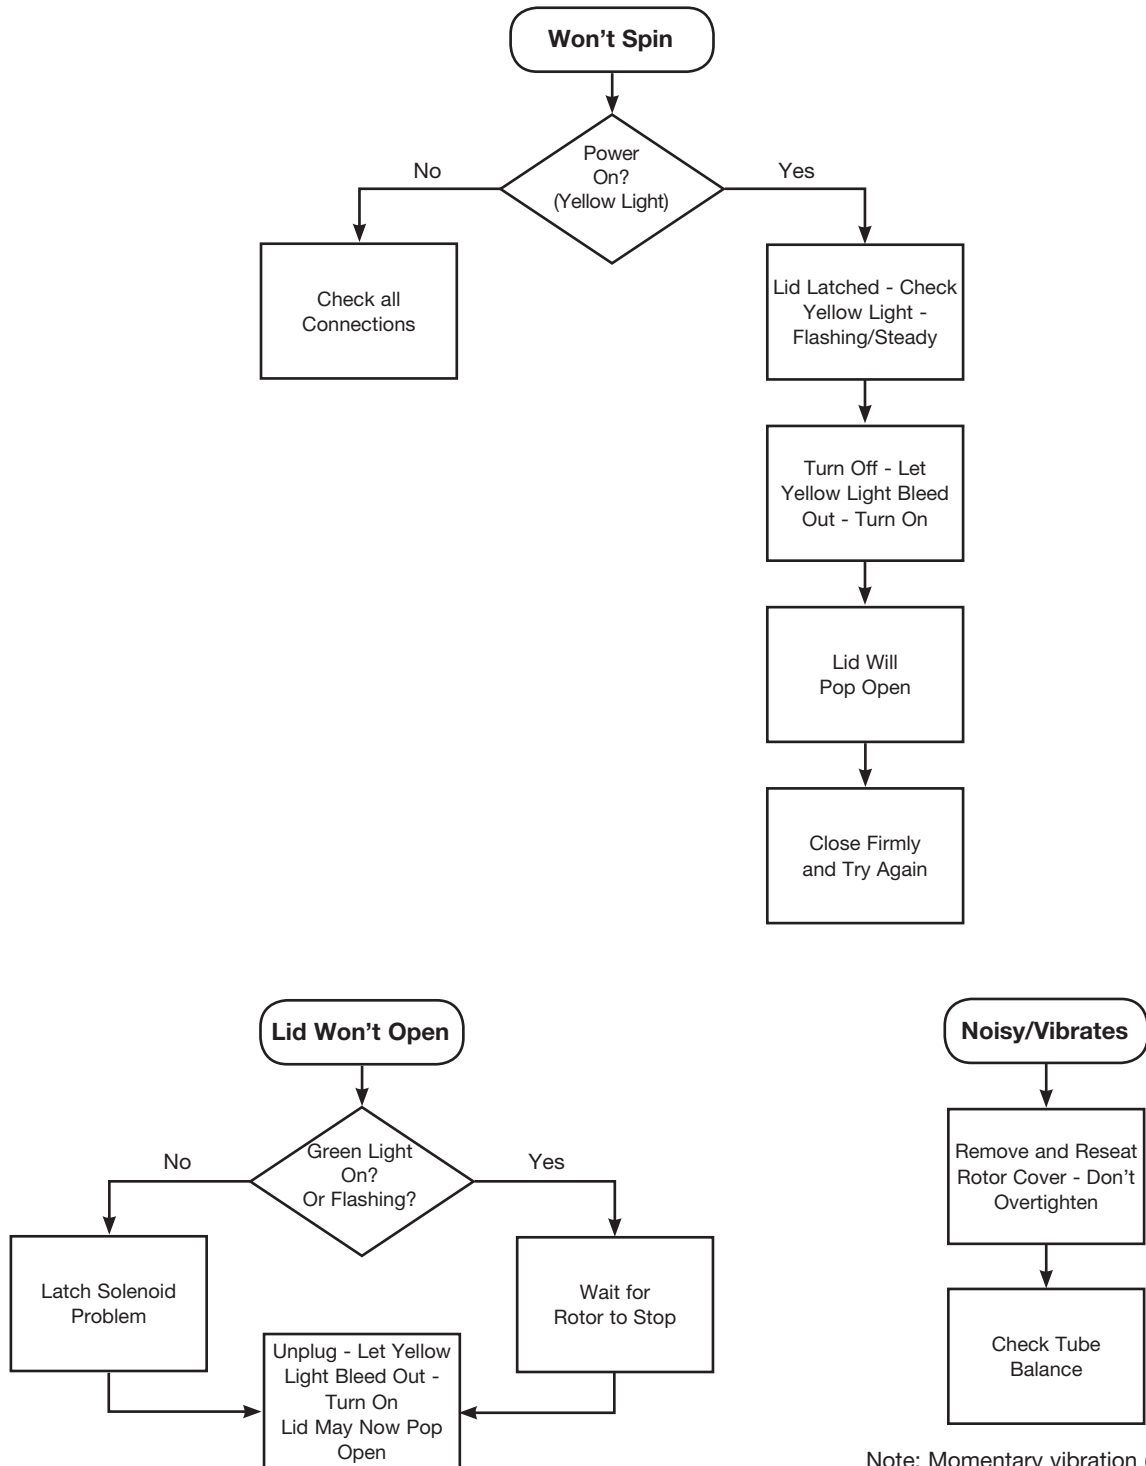 Won't Spin
Power
On?
(Yellow Light)
No
Yes
Check all
Connections
Lid Latched - Check
Yellow Light -
Flashing/Steady
Turn Off - Let
Yellow Light Bleed
Out - Turn On
Lid Will
Pop Open
Close Firmly
and Try Again
Lid Won't Open
Green Light
On?
Or Flashing?
No
Yes
Latch Solenoid
Problem
Wait for
Rotor to Stop
Unplug - Let Yellow
Light Bleed Out -
Turn On
Lid May Now Pop
Open
Noisy/Vibrates
Remove and Reseat
Rotor Cover - Don't
Overtighten
Check Tube
Balance
Note: Momentary vibration